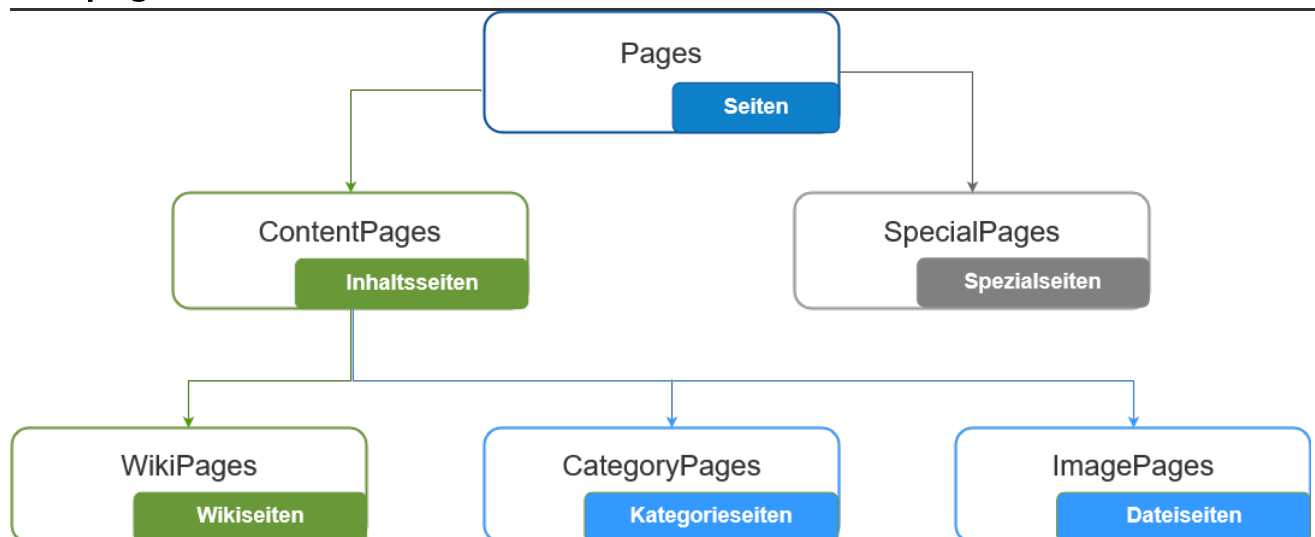 Pages
Seiten
ContentPages
Inhaltsseiten
SpecialPages
Spezialseiten
WikiPages
Wikiseiten
CategoryPages
Kategorieseiten
ImagePages
Dateiseiten